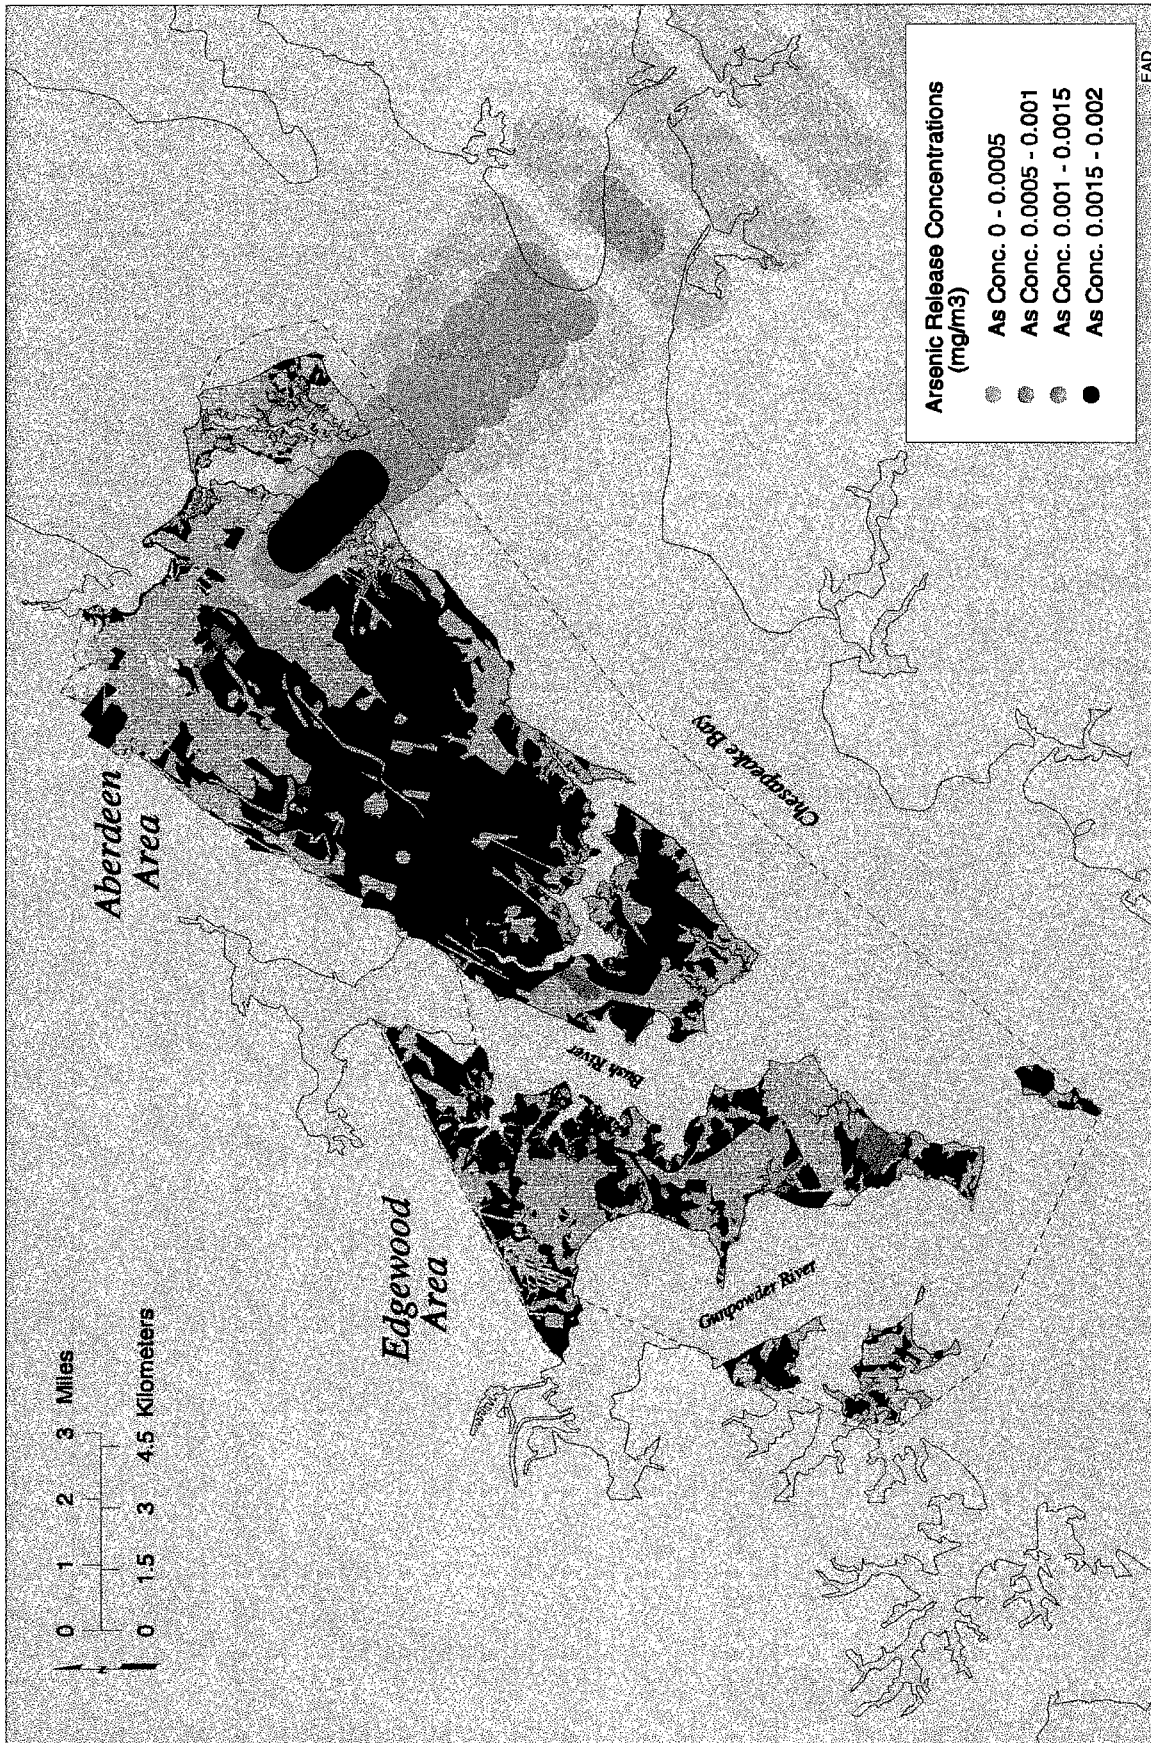 0 1 2 3 Miles
0 1.5 3 4.5 Kilometers
N
Aberdeen
Area
Edgewood
Area
Bush River
Gunpowder River
Chesapeake Bay
Arsenic Release Concentrations
(mg/m3)
As Conc. 0 - 0.0005
As Conc. 0.0005 - 0.001
As Conc. 0.001 - 0.0015
As Conc. 0.0015 - 0.002
EAD